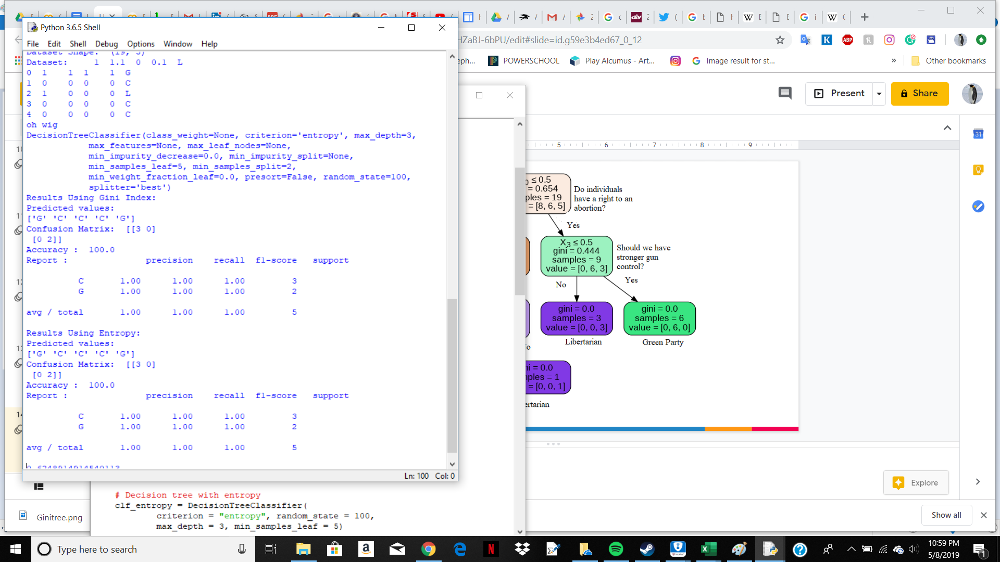 Python 3.6.5 Shell
File Edit Shell Debug Options Window Help
Dataset Shape: (19, 5)
Dataset: 1 1.1 0 0.1 L
0 1 1 1 1 G
1 0 0 0 0 C
2 1 0 0 0 L
3 0 0 0 0 C
4 0 0 0 0 C
oh wig
DecisionTreeClassifier(class_weight=None, criterion='entropy', max_depth=3,
max_features=None, max_leaf_nodes=None,
min_impurity_decrease=0.0, min_impurity_split=None,
min_samples_leaf=5, min_samples_split=2,
min_weight_fraction_leaf=0.0, presort=False, random_state=100,
splitter='best')
Results Using Gini Index:
Predicted values:
['G' 'C' 'C' 'C' 'G']
Confusion Matrix: [[3 0]
[0 2]]
Accuracy : 100.0
Report : precision recall f1-score support
C 1.00 1.00 1.00 3
G 1.00 1.00 1.00 2
avg / total 1.00 1.00 1.00 5
Results Using Entropy:
Predicted values:
['G' 'C' 'C' 'C' 'G']
Confusion Matrix: [[3 0]
[0 2]]
Accuracy : 100.0
Report : precision recall f1-score support
C 1.00 1.00 1.00 3
G 1.00 1.00 1.00 2
avg / total 1.00 1.00 1.00 5
Ln: 100 Col: 0
# Decision tree with entropy
clf_entropy = DecisionTreeClassifier(
criterion = "entropy", random_state = 100,
max_depth = 3, min_samples_leaf = 5)
HZaBJ-6bPU/edit#slide=id.g59e3b4ed67_0_12
eph... POWERSCHOOL Play Alcumus - Art... Image result for st... » Other bookmarks
Present Share
5 6 7 8 9
≤ 0.5
= 0.654
ples = 19
= [8, 6, 5]
Do individuals
have a right to an
abortion?
Yes
X3 ≤ 0.5
gini = 0.444
samples = 9
value = [0, 6, 3]
Should we have
stronger gun
control?
No
Yes
gini = 0.0
samples = 3
value = [0, 0, 3]
Libertarian
gini = 0.0
samples = 6
value = [0, 6, 0]
Green Party
ni = 0.0
nples = 1
= [0, 0, 1]
ertarian
Explore
Ginitree.png
Show all
Type here to search
10:59 PM
5/8/2019
1